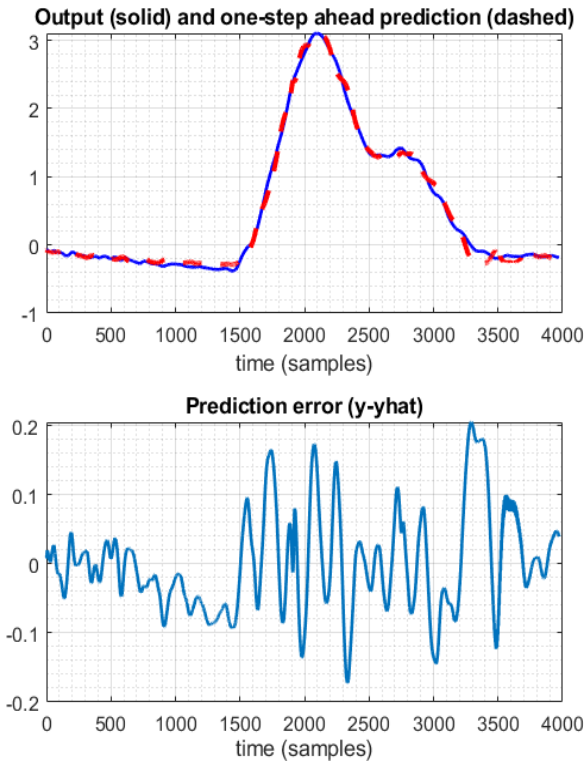 Output (solid) and one-step ahead prediction (dashed)
3
2
1
0
-1
0 500 1000 1500 2000 2500 3000 3500 4000
time (samples)
Prediction error (y-yhat)
0.2
0.1
0
-0.1
-0.2
0 500 1000 1500 2000 2500 3000 3500 4000
time (samples)